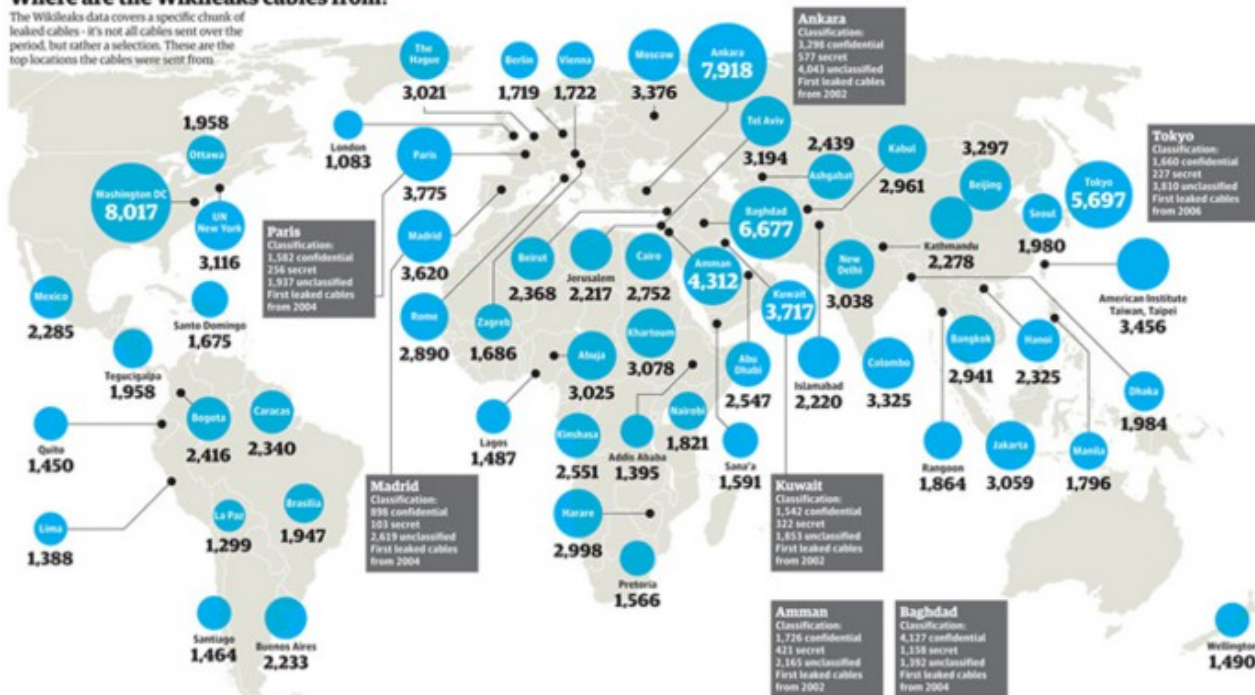 Where are the Wikileaks cables from?
The Wikileaks data covers a specific chunk of
leaked cables - it's not all cables sent over the
period, but rather a selection. These are the
top locations the cables were sent from
The
Hague
3,021
Berlin
1,719
Vienna
1,722
Moscow
3,376
Ankara
7,918
Ankara
Classification:
3,298 confidential
577 secret
4,043 unclassified
First leaked cables
from 2002
1,958
Ottawa
London
1,083
Paris
3,775
Tel Aviv
3,194
2,439
Ashgabat
Kabul
2,961
3,297
Beijing
Tokyo
5,697
Tokyo
Classification:
1,660 confidential
227 secret
3,810 unclassified
First leaked cables
from 2006
Washington DC
8,017
UN
New York
3,116
Paris
Classification:
1,582 confidential
256 secret
1,937 unclassified
First leaked cables
from 2004
Madrid
3,620
Beirut
2,368
Jerusalem
2,217
Cairo
2,752
Amman
4,312
Baghdad
6,677
Kuwait
3,717
New
Delhi
3,038
Kathmandu
2,278
Seoul
1,980
American Institute
Taiwan, Taipei
3,456
Mexico
2,285
Santo Domingo
1,675
Rome
2,890
Zagreb
1,686
Abuja
3,025
Khartoum
3,078
Abu
Dhabi
2,547
Islamabad
2,220
Colombo
3,325
Bangkok
2,941
Hanoi
2,325
Dhaka
1,984
Tegucigalpa
1,958
Quito
1,450
Bogota
2,416
Caracas
2,340
Lagos
1,487
Kinshasa
2,551
Addis Ababa
1,395
Nairobi
1,821
Sana'a
1,591
Rangoon
1,864
Jakarta
3,059
Manila
1,796
Lima
1,388
La Paz
1,299
Brasilia
1,947
Madrid
Classification:
898 confidential
103 secret
2,619 unclassified
First leaked cables
from 2004
Harare
2,998
Pretoria
1,566
Kuwait
Classification:
1,542 confidential
322 secret
1,853 unclassified
First leaked cables
from 2002
Santiago
1,464
Buenos Aires
2,233
Amman
Classification:
1,726 confidential
421 secret
2,165 unclassified
First leaked cables
from 2002
Baghdad
Classification:
4,127 confidential
1,158 secret
1,392 unclassified
First leaked cables
from 2004
Wellington
1,490